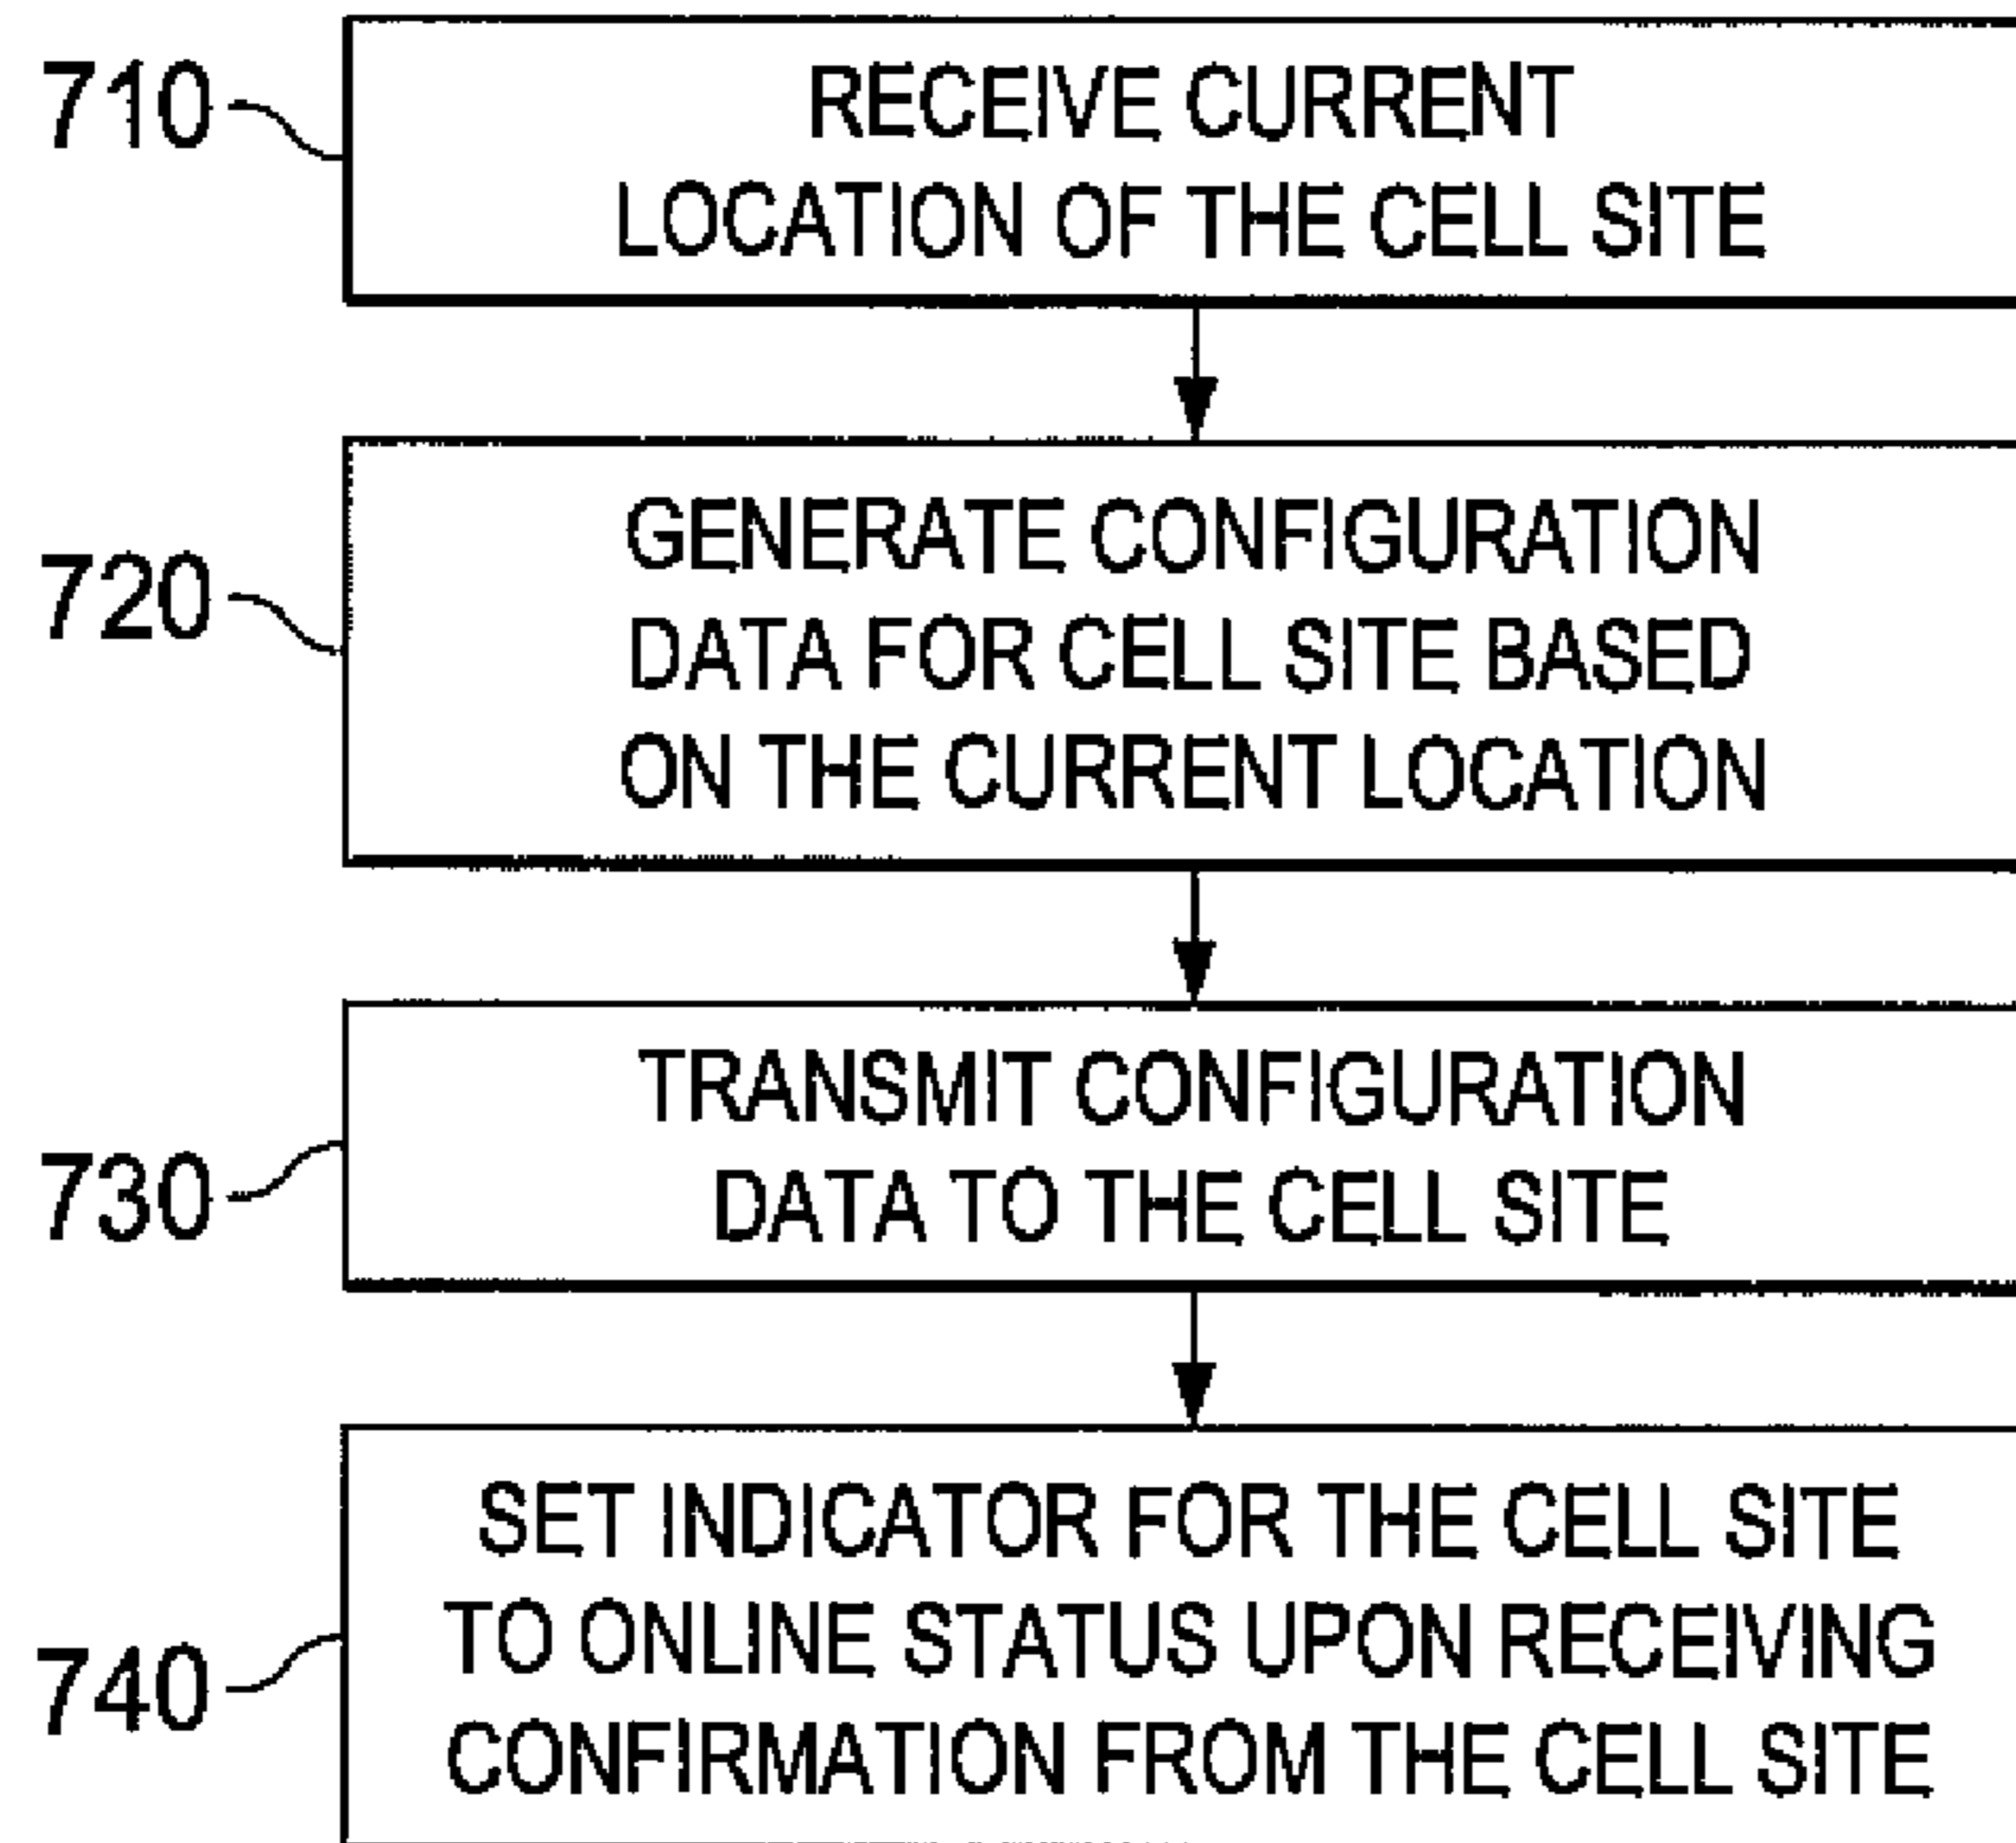 710
RECEIVE CURRENT
LOCATION OF THE CELL SITE
720
GENERATE CONFIGURATION
DATA FOR CELL SITE BASED
ON THE CURRENT LOCATION
730
TRANSMIT CONFIGURATION
DATA TO THE CELL SITE
740
SET INDICATOR FOR THE CELL SITE
TO ONLINE STATUS UPON RECEIVING
CONFIRMATION FROM THE CELL SITE